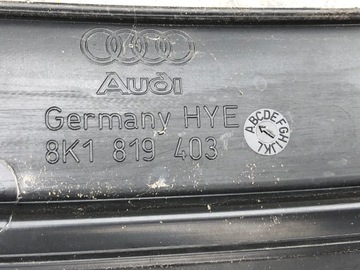 Audi
Germany HYE
8K1 819 403
ABCDEFGHIJKL